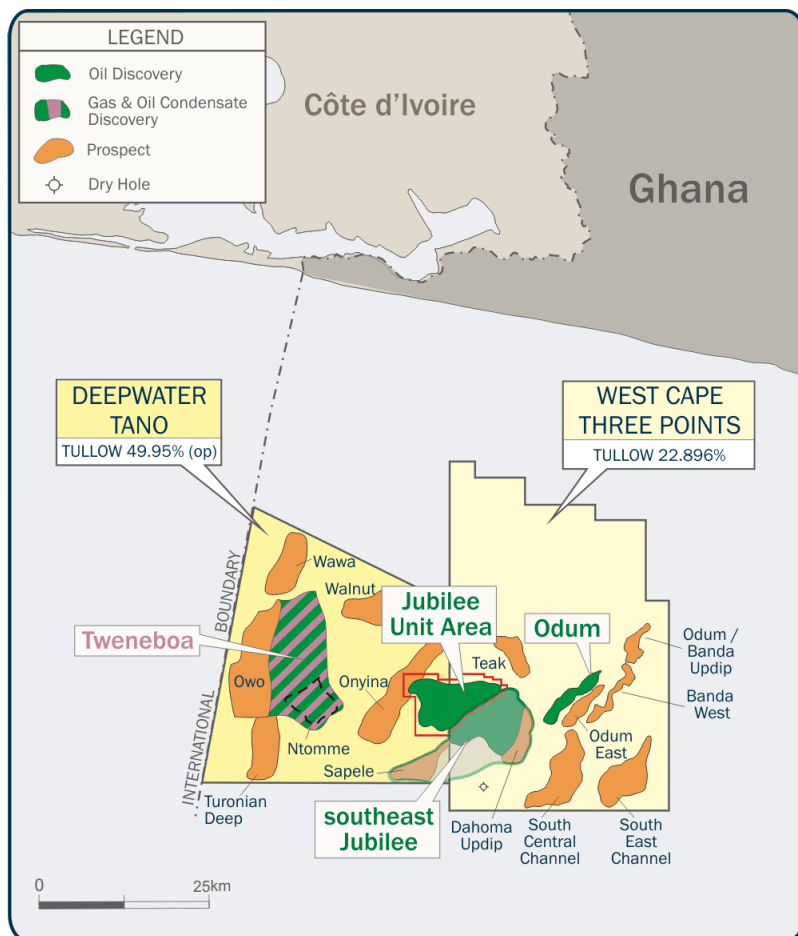 LEGEND
Oil Discovery
Gas & Oil Condensate
Discovery
Prospect
Dry Hole
Côte d'Ivoire
Ghana
DEEPWATER
TANO
TULLOW 49.95% (op)
WEST CAPE
THREE POINTS
TULLOW 22.896%
INTERNATIONAL BOUNDARY
Wawa
Walnut
Jubilee
Unit Area
Odum
Tweneboa
Teak
Odum /
Banda
Updip
Owo
Onyina
Banda
West
Ntomme
Odum
East
Sapele
Turonian
Deep
southeast
Jubilee
Dahoma
Updip
South
Central
Channel
South
East
Channel
0 25km